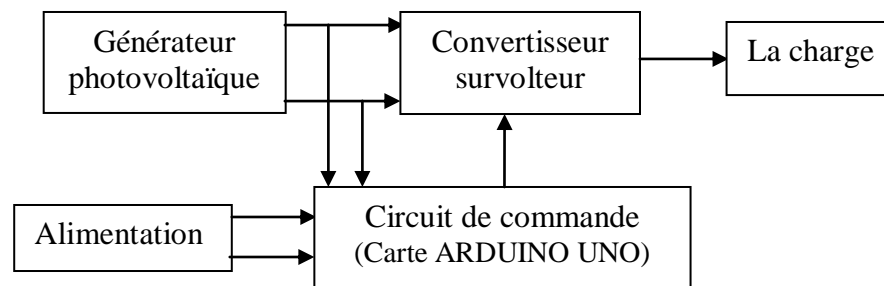 Générateur
photovoltaïque
Convertisseur
survolteur
La charge
Alimentation
Circuit de commande
(Carte ARDUINO UNO)